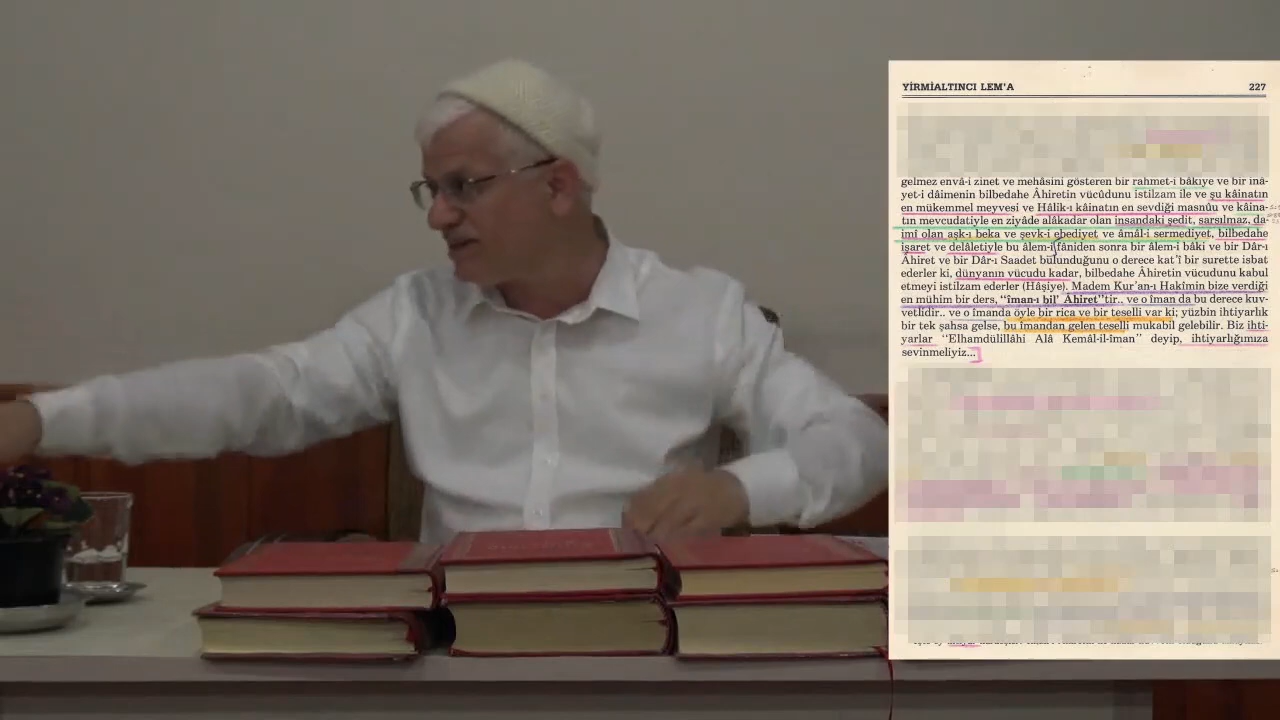 YİRMİALTINCI LEM'A 227
gelmez envâ-i zinet ve mehâsini gösteren bir rahmet-i bâkıye ve bir inâ-
yet-i dâimenin bilbedahe Âhiretin vücûdunu istilzam ile ve şu kâinatın
en mükemmel meyvesi ve Hâlik-ı kâinatın en sevdiği masnûu ve kâina-
tın mevcudatiyle en ziyâde alâkadar olan insandaki şedit, sarsılmaz, da-
imî olan aşk-ı beka ve şevk-i ebediyet ve âmâl-i sermediyet, bilbedahe
işaret ve delâletiyle bu âlem-i fâniden sonra bir âlem-i bâki ve bir Dâr-ı
Âhiret ve bir Dâr-ı Saadet bulunduğunu o derece kat'î bir surette isbat
ederler ki, dünyanın vücudu kadar, bilbedahe Âhiretin vücudunu kabul
etmeyi istilzam ederler (Hâşiye). Madem Kur'an-ı Hakîmin bize verdiği
en mühim bir ders, "îman-ı bil' Âhiret"tir.. ve o îman da bu derece kuv-
vetlidir.. ve o imanda öyle bir rica ve bir teselli var ki; yüzbin ihtiyarlık
bir tek şahsa gelse, bu îmandan gelen teselli mukabil gelebilir. Biz ihti-
yarlar "Elhamdülillâhi Alâ Kemâl-il-îman" deyip, ihtiyarlığımıza
sevinmeliyiz...